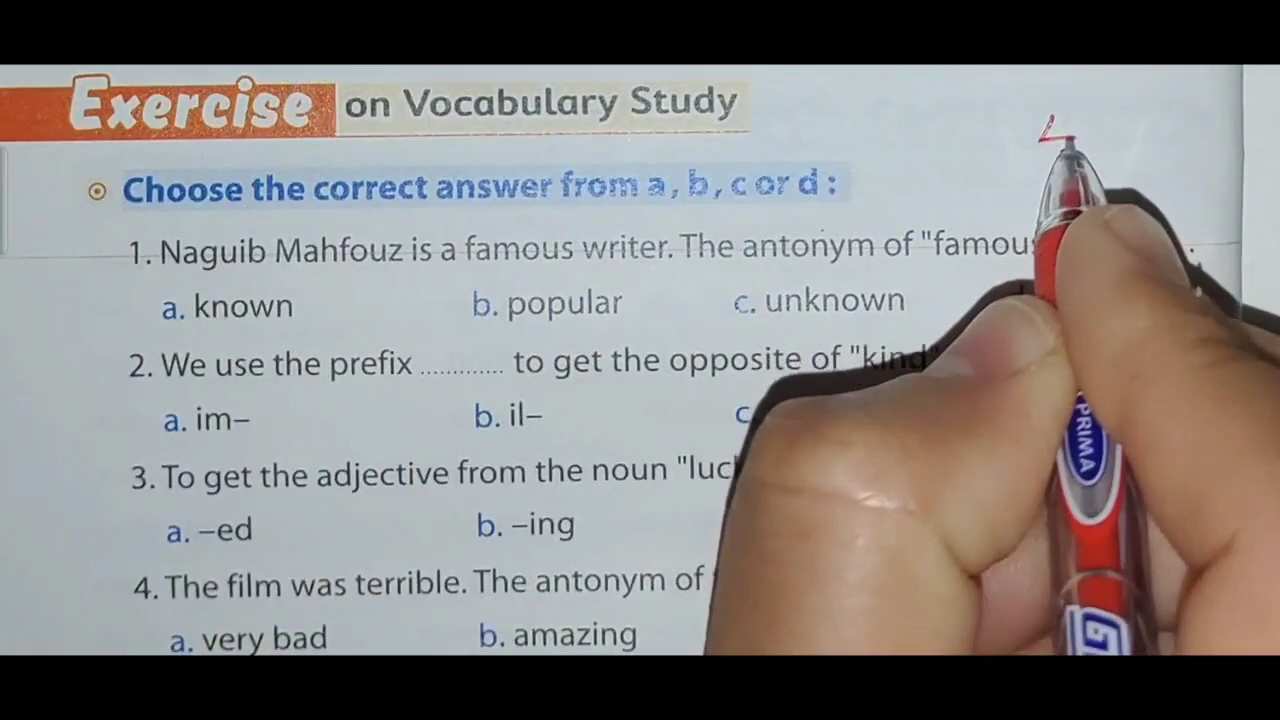 Exercise on Vocabulary Study
Choose the correct answer from a, b, c or d :
1. Naguib Mahfouz is a famous writer. The antonym of "famous
a. known b. popular c. unknown
2. We use the prefix ............. to get the opposite of "kind"
a. im– b. il– c
3. To get the adjective from the noun
a. –ed b. –ing
4. The film was terrible. The antonym of
a. very bad b. amazing
PRIMA